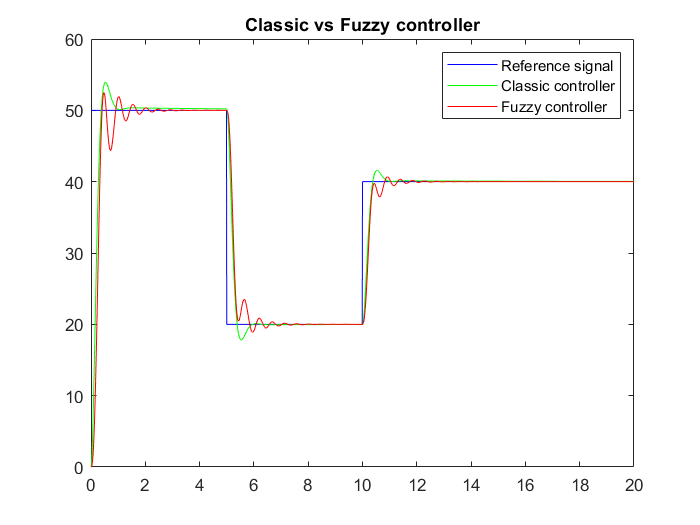 Classic vs Fuzzy controller
60
50
40
30
20
10
0
Reference signal
Classic controller
Fuzzy controller
0 2 4 6 8 10 12 14 16 18 20